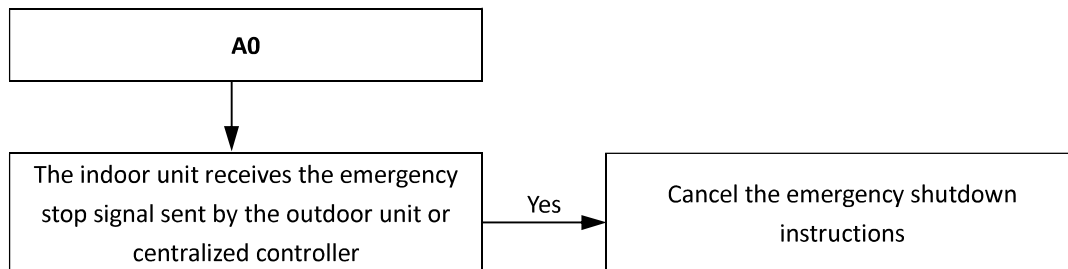 A0
The indoor unit receives the emergency
stop signal sent by the outdoor unit or
centralized controller
Yes
Cancel the emergency shutdown
instructions